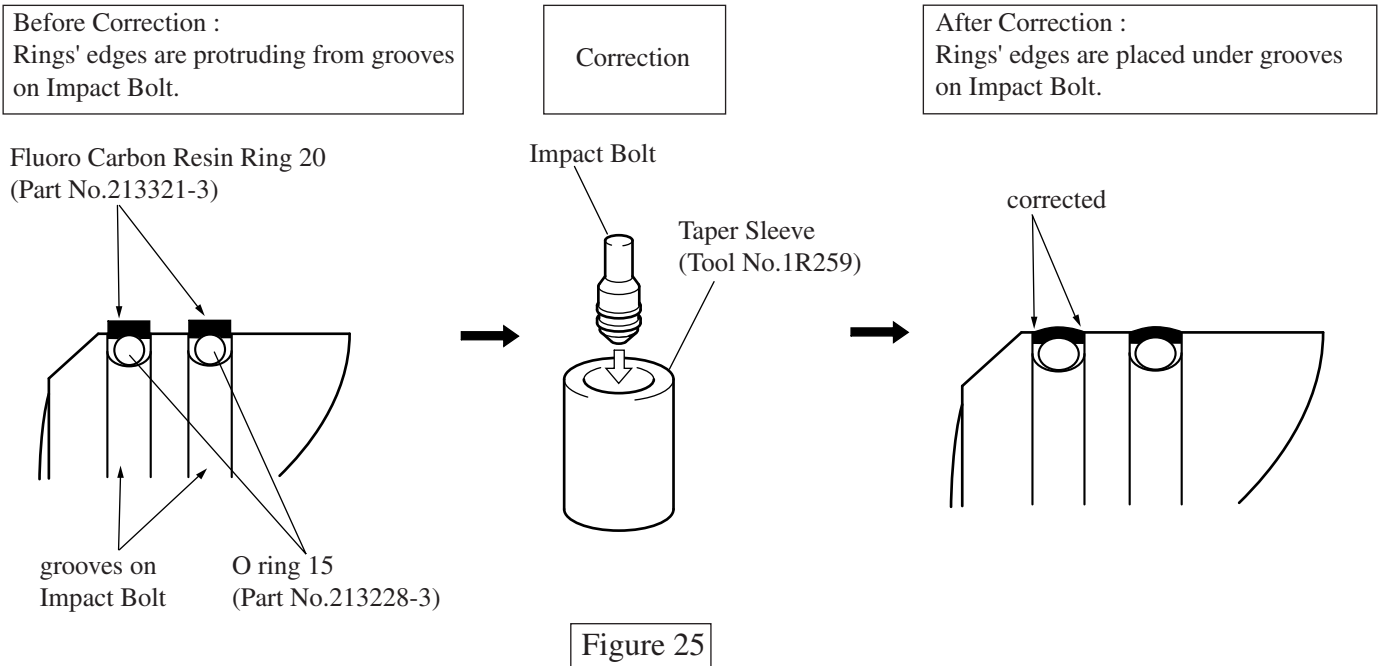 Before Correction :
Rings' edges are protruding from grooves
on Impact Bolt.
Correction
After Correction :
Rings' edges are placed under grooves
on Impact Bolt.
Fluoro Carbon Resin Ring 20
(Part No.213321-3)
Impact Bolt
Taper Sleeve
(Tool No.1R259)
corrected
grooves on
Impact Bolt
O ring 15
(Part No.213228-3)
Figure 25